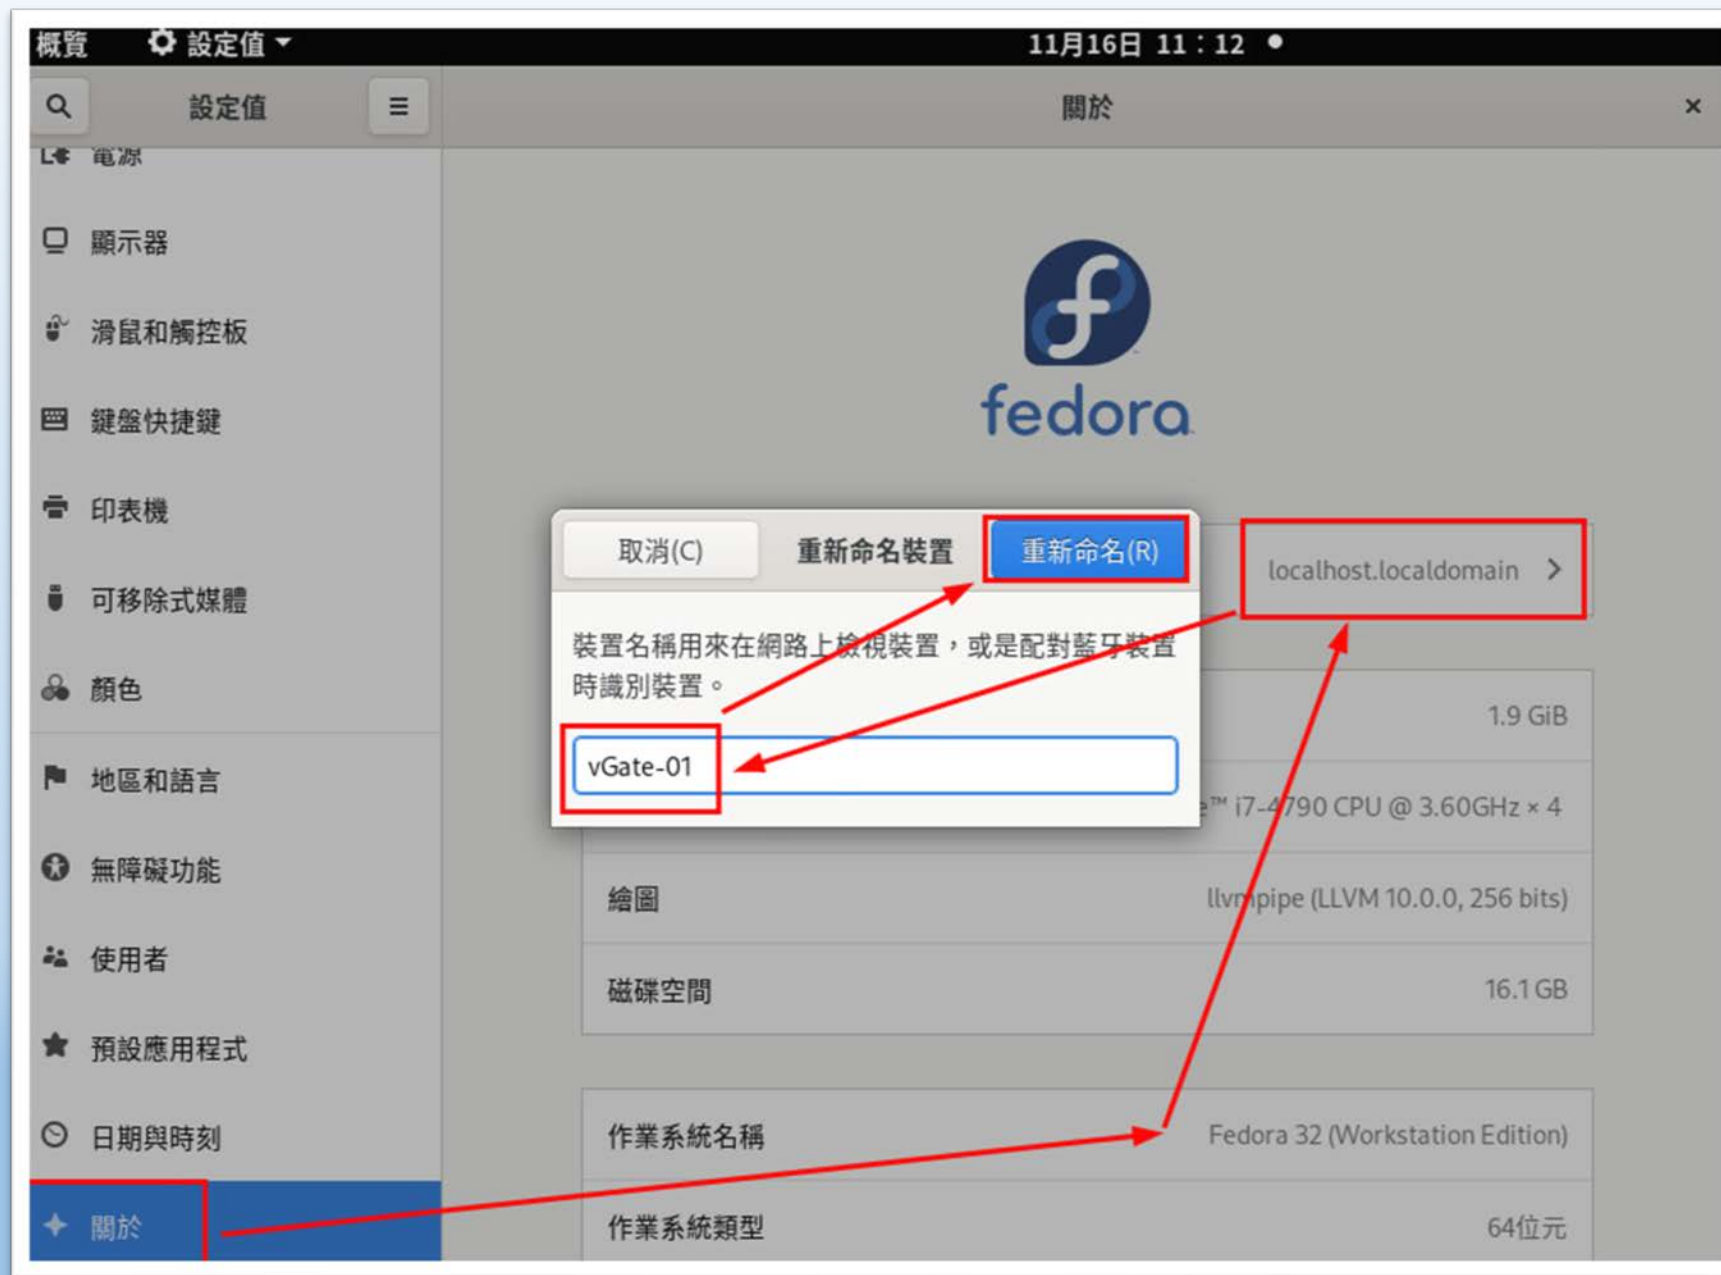 概覽 設定值
11月16日 11：12
設定值
關於
電源
顯示器
滑鼠和觸控板
鍵盤快捷鍵
印表機
可移除式媒體
顏色
地區和語言
無障礙功能
使用者
預設應用程式
日期與時刻
關於
fedora
取消(C) 重新命名裝置 重新命名(R)
裝置名稱用來在網路上檢視裝置，或是配對藍牙裝置
時識別裝置。
vGate-01
localhost.localdomain
1.9 GiB
™ i7-4790 CPU @ 3.60GHz × 4
繪圖 llvmpipe (LLVM 10.0.0, 256 bits)
磁碟空間 16.1 GB
作業系統名稱 Fedora 32 (Workstation Edition)
作業系統類型 64位元